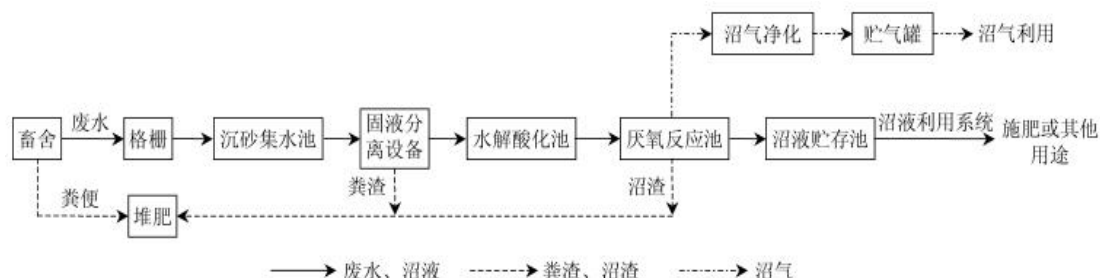 沼气净化
贮气罐
沼气利用
畜舍
废水
格栅
沉砂集水池
固液分
离设备
水解酸化池
厌氧反应池
沼液贮存池
沼液利用系统
施肥或其他
用途
粪便
堆肥
粪渣
沼渣
废水、沼液
粪渣、沼渣
沼气